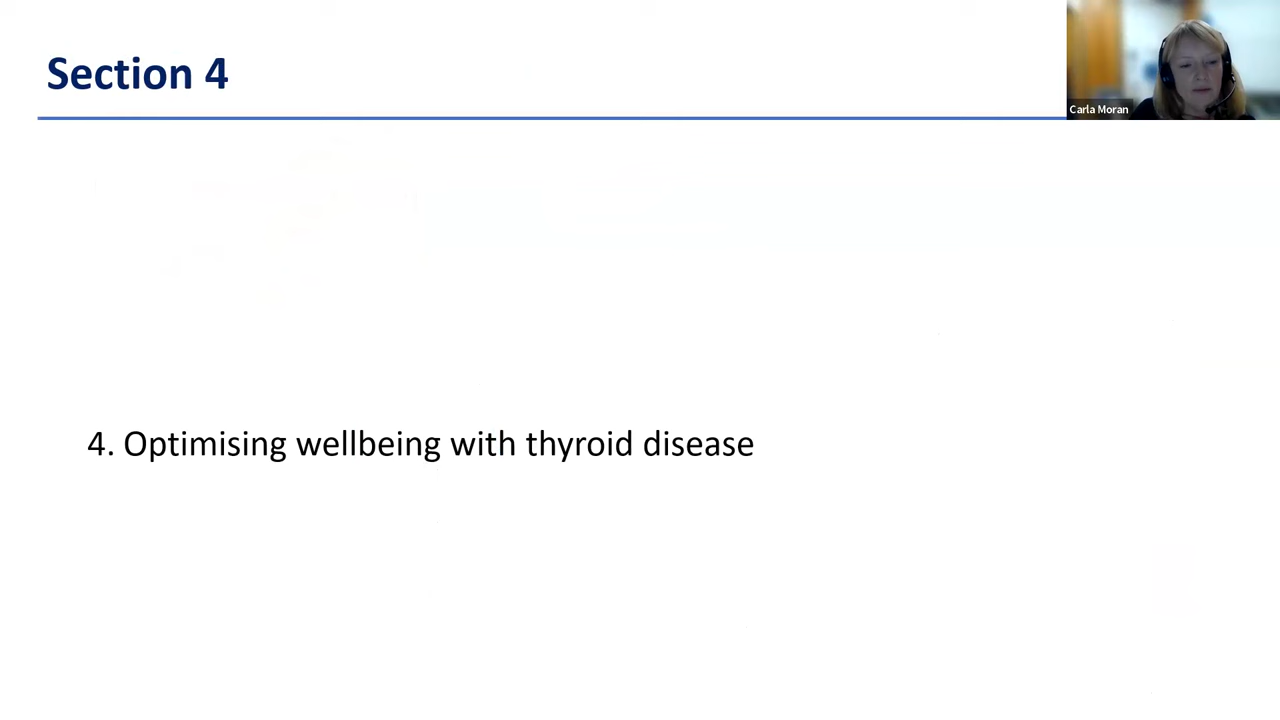 Section 4
Carla Moran
4. Optimising wellbeing with thyroid disease